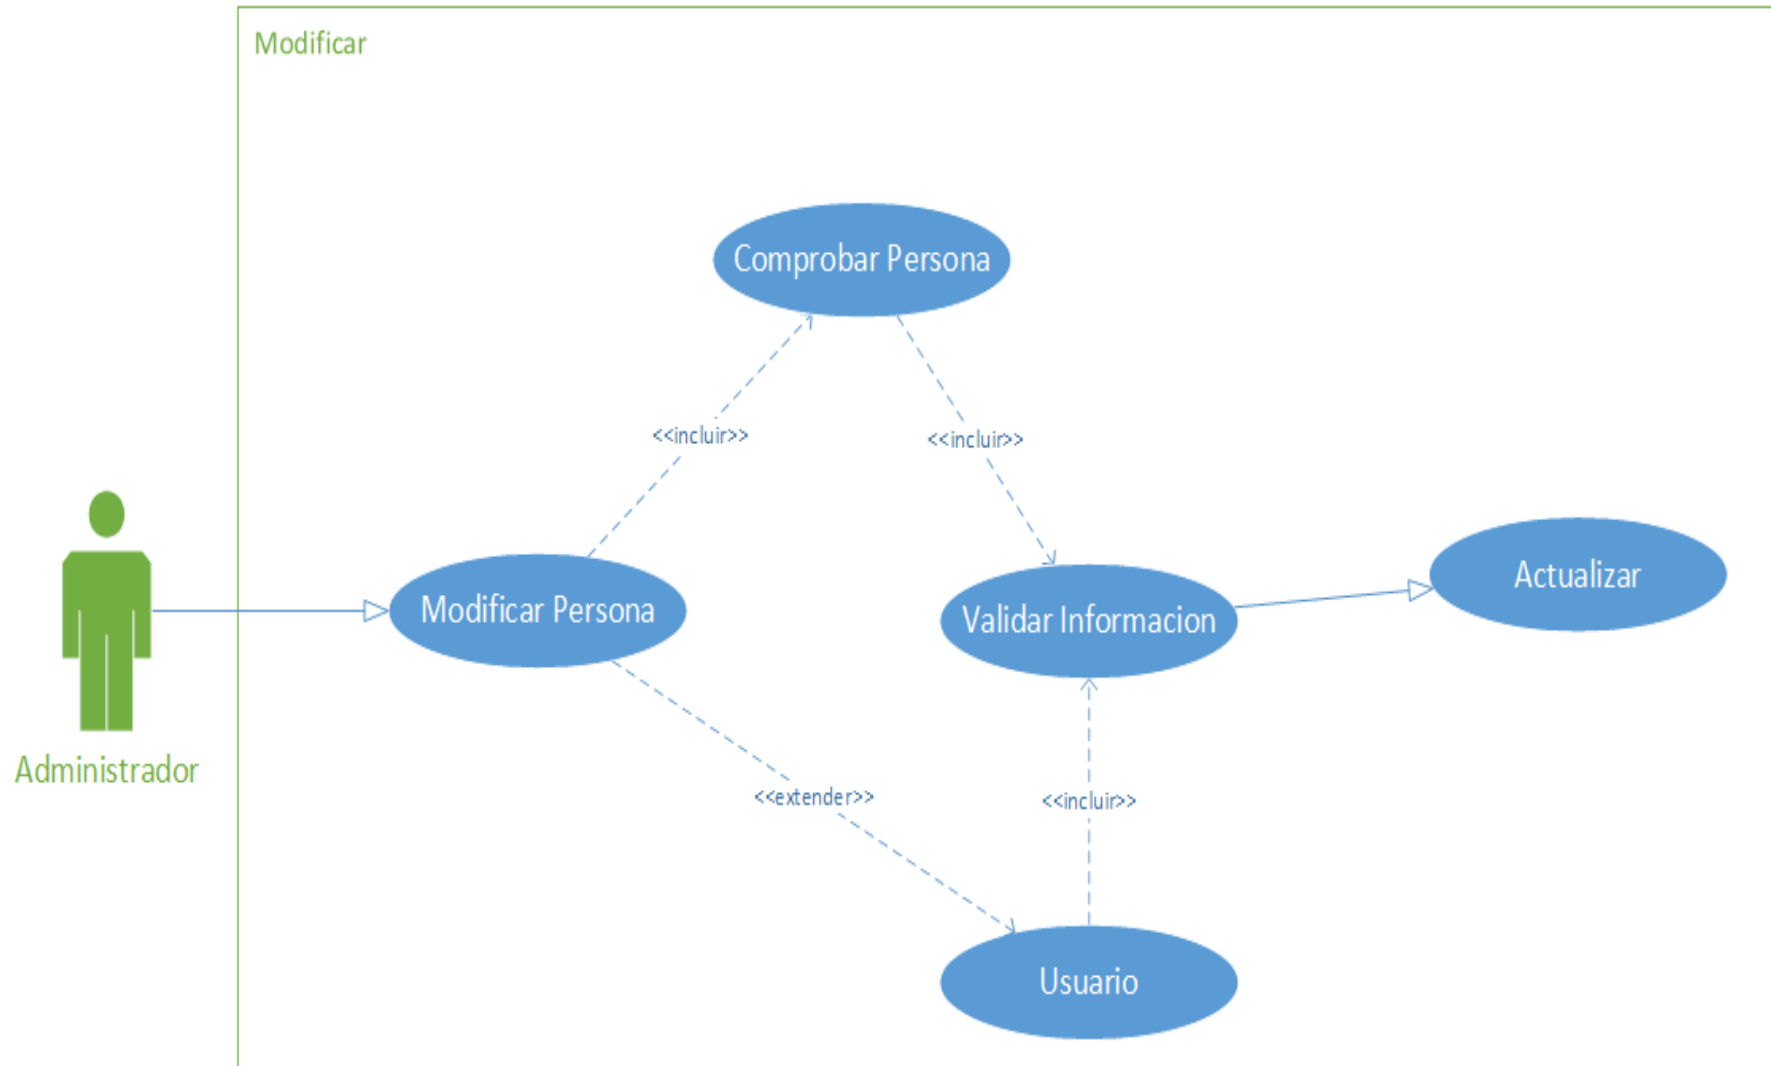 Modificar
Comprobar Persona
<<incluir>>
<<incluir>>
Actualizar
Modificar Persona
Validar Informacion
Administrador
<<extender>>
<<incluir>>
Usuario